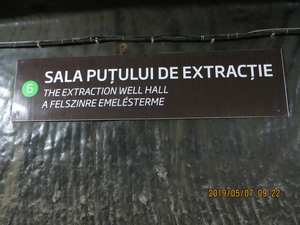 6
SALA PUȚULUI DE EXTRACȚIE
THE EXTRACTION WELL HALL
A FELSZINRE EMELÉSTERME
2019/05/07 09:22